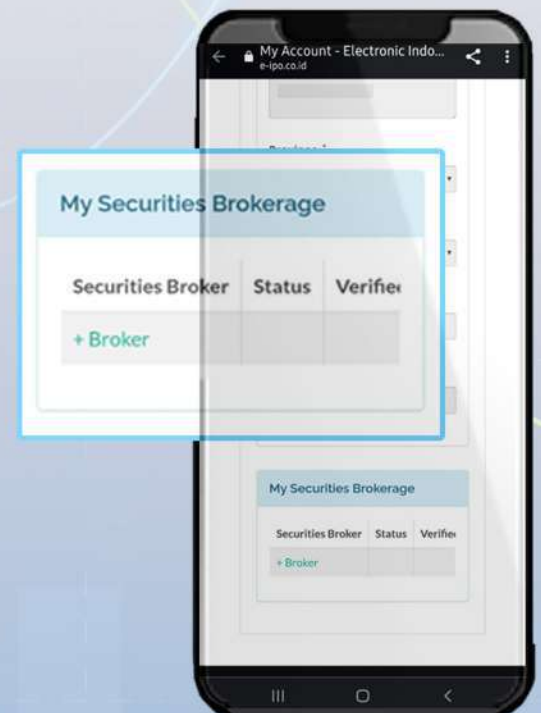 My Account - Electronic Indo...
e-ipo.co.id
My Securities Brokerage
Securities Broker Status Verifie
+ Broker
My Securities Brokerage
Securities Broker Status Verifie
+ Broker